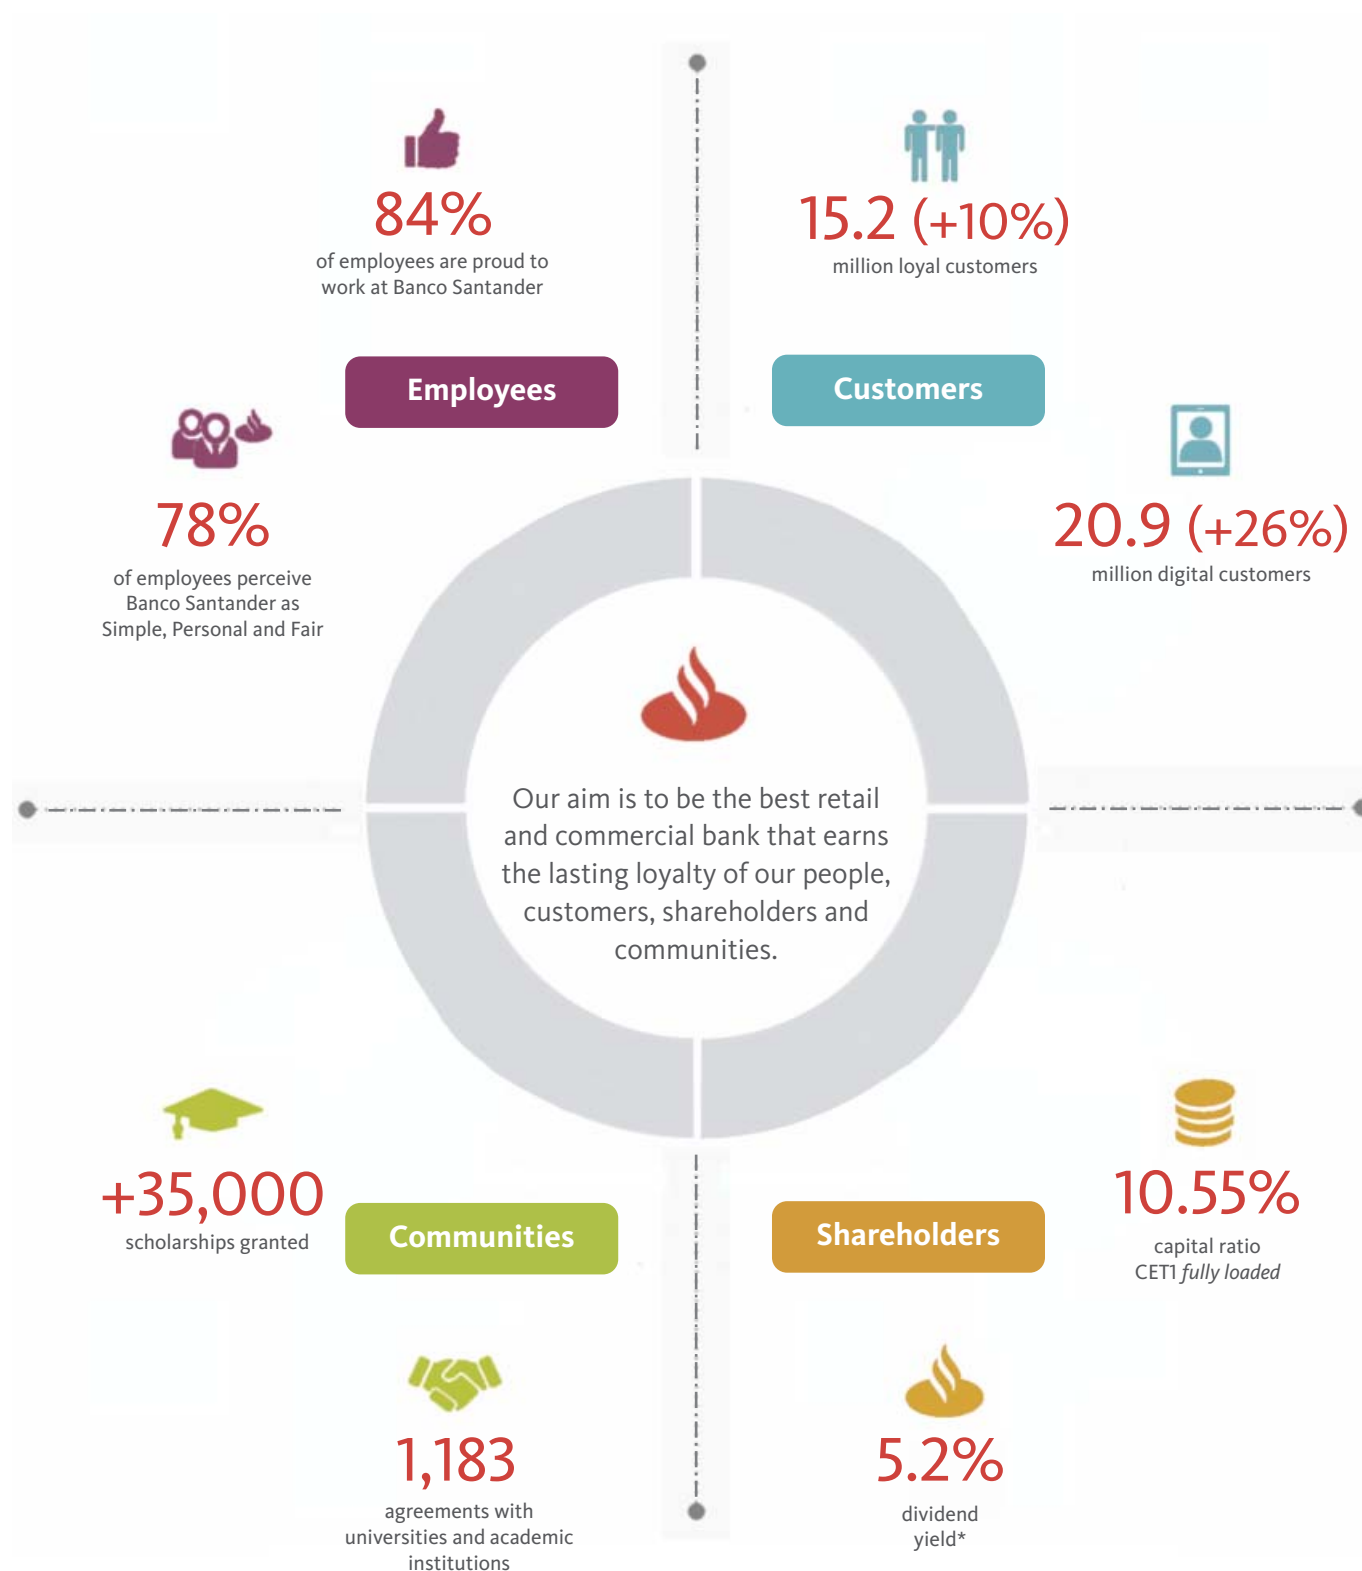 84%
of employees are proud to
work at Banco Santander
15.2 (+10%)
million loyal customers
Employees
Customers
78%
of employees perceive
Banco Santander as
Simple, Personal and Fair
20.9 (+26%)
million digital customers
Our aim is to be the best retail
and commercial bank that earns
the lasting loyalty of our people,
customers, shareholders and
communities.
+35,000
scholarships granted
Communities
Shareholders
10.55%
capital ratio
CET1 fully loaded
1,183
agreements with
universities and academic
institutions
5.2%
dividend
yield*